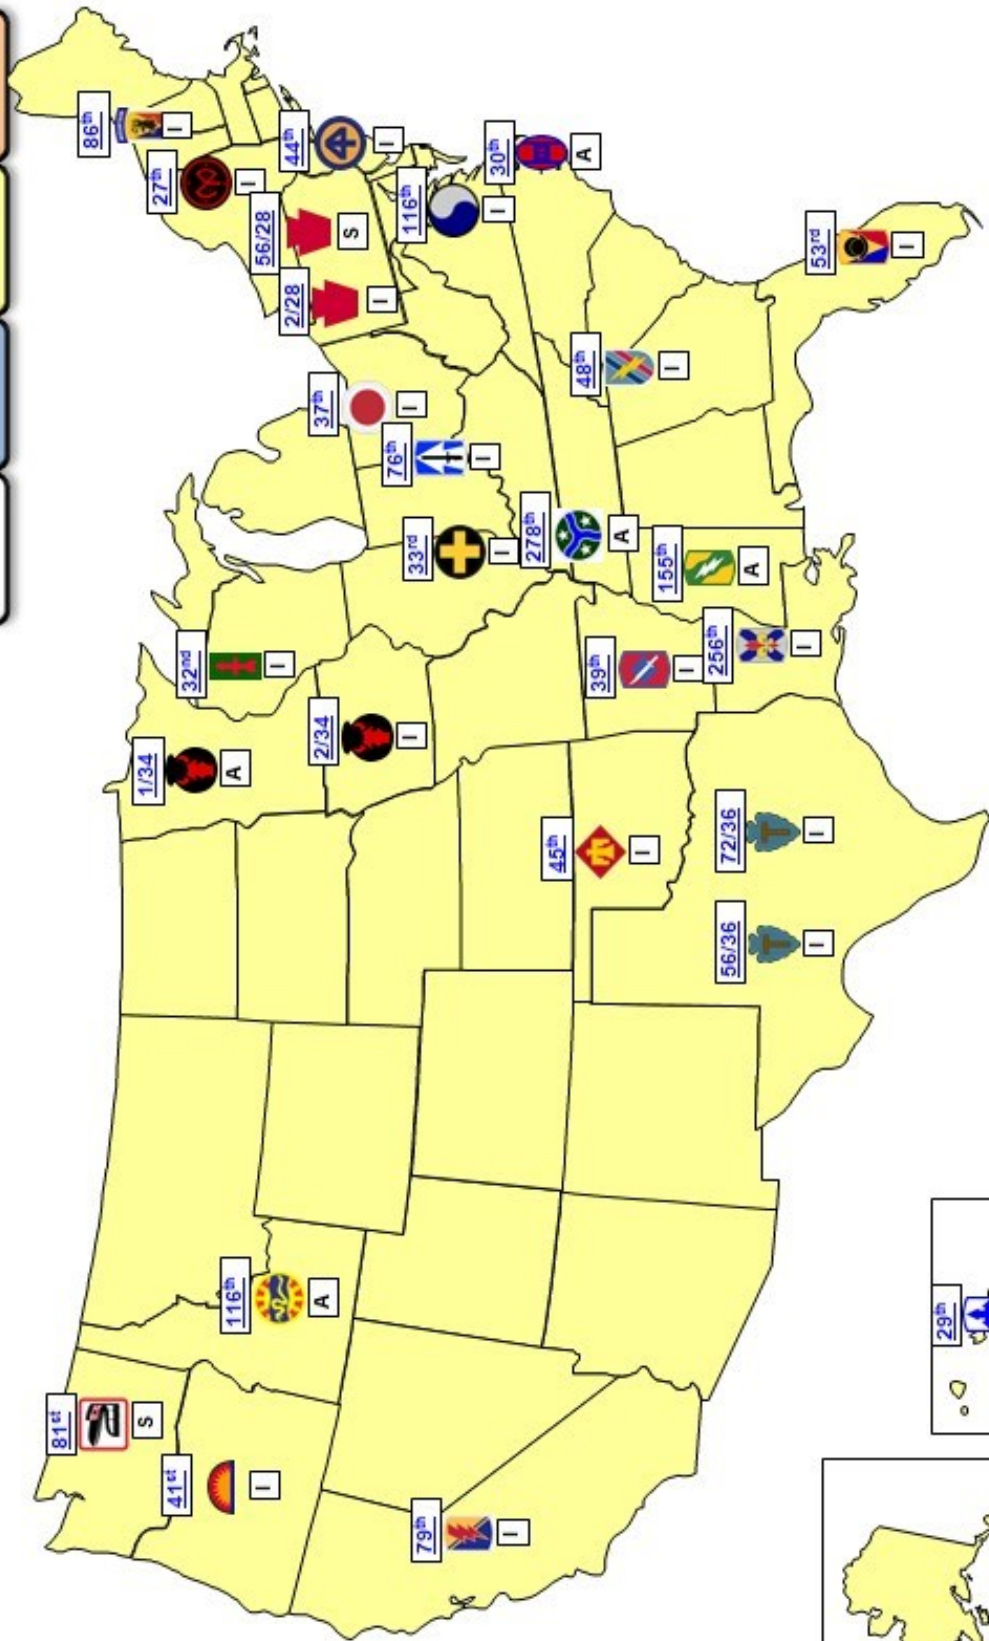 86th
I
27th
I
44th
I
56/28
S
2/28
I
116th
I
30th
A
53rd
I
48th
I
37th
I
76th
I
33rd
I
278th
A
155th
A
32nd
I
39th
I
256th
I
1/34
A
2/34
I
45th
I
72/36
I
56/36
I
116th
A
81st
S
41st
I
79th
I
29th